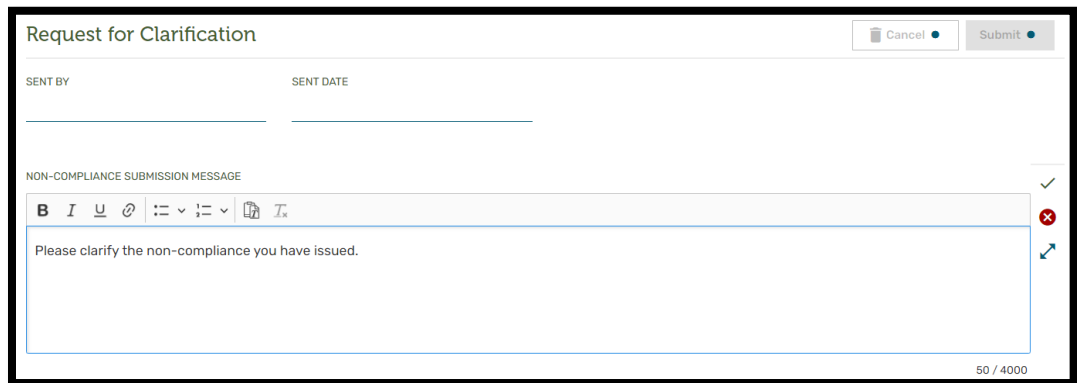 Request for Clarification
Cancel
Submit
SENT BY
SENT DATE
NON-COMPLIANCE SUBMISSION MESSAGE
B I U
Please clarify the non-compliance you have issued.
50 / 4000